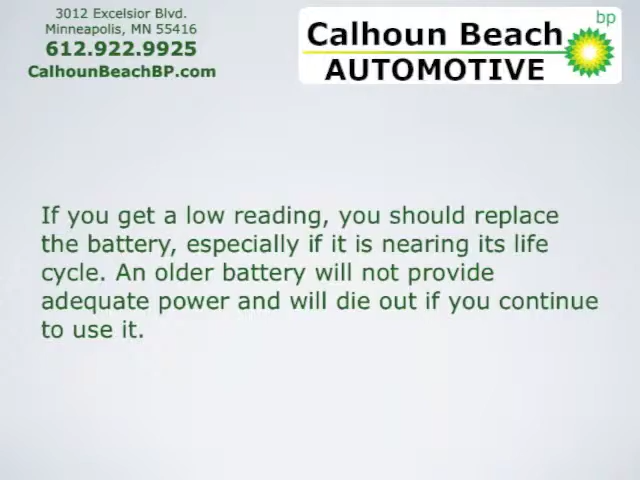 3012 Excelsior Blvd.
Minneapolis, MN 55416
612.922.9925
CalhounBeachBP.com
bp
Calhoun Beach
AUTOMOTIVE
If you get a low reading, you should replace
the battery, especially if it is nearing its life
cycle. An older battery will not provide
adequate power and will die out if you continue
to use it.